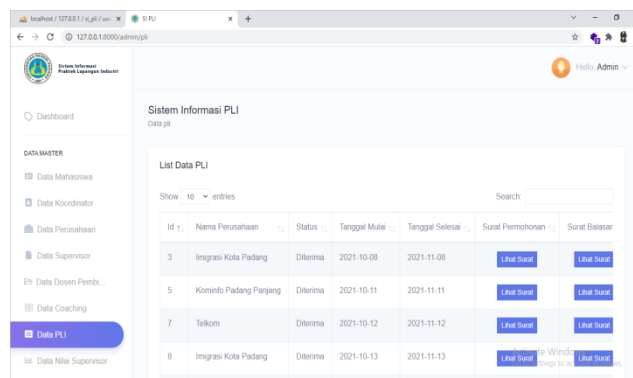 localhost / 127.0.0.1 / si_pli / user
SI PLI
127.0.0.1:8000/admin/pli
Sistem Informasi
Praktek Lapangan Industri
Hello, Admin
Dashboard
Sistem Informasi PLI
Data pli
DATA MASTER
Data Mahasiswa
Data Koordinator
Data Perusahaan
Data Supervisor
Data Dosen Pembi...
Data Coaching
Data PLI
Data Nilai Supervisor
List Data PLI
Show 10 entries
Search:
Id Nama Perusahaan Status Tanggal Mulai Tanggal Selesai Surat Permohonan Surat Balasan
3 Imigrasi Kota Padang Diterima 2021-10-08 2021-11-08 Lihat Surat Lihat Surat
5 Kominfo Padang Panjang Diterima 2021-10-11 2021-11-11 Lihat Surat Lihat Surat
7 Telkom Diterima 2021-10-12 2021-11-12 Lihat Surat Lihat Surat
8 Imigrasi Kota Padang Diterima 2021-10-13 2021-11-13 Lihat Surat Lihat Surat